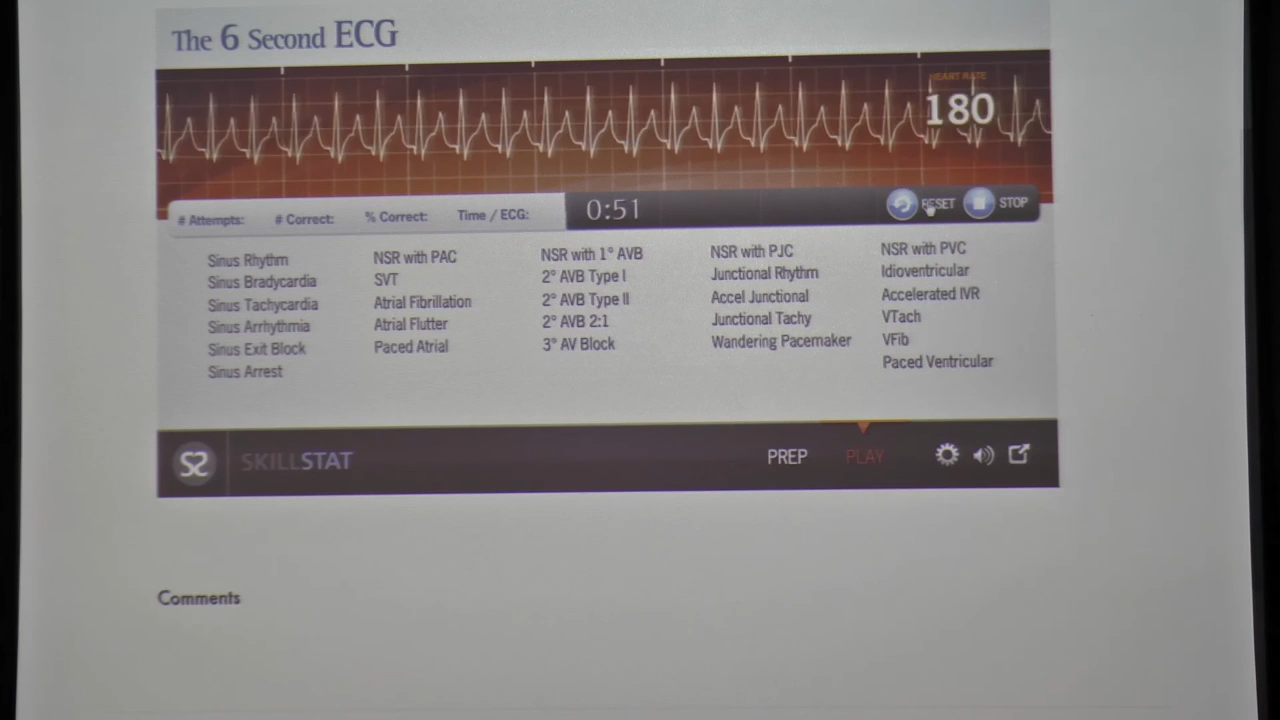 The 6 Second ECG
HEART RATE
180
# Attempts: # Correct: % Correct: Time / ECG: 0:51 RESET STOP
Sinus Rhythm NSR with PAC NSR with 1° AVB NSR with PJC NSR with PVC
Sinus Bradycardia SVT 2° AVB Type I Junctional Rhythm Idioventricular
Sinus Tachycardia Atrial Fibrillation 2° AVB Type II Accel Junctional Accelerated IVR
Sinus Arrhythmia Atrial Flutter 2° AVB 2:1 Junctional Tachy VTach
Sinus Exit Block Paced Atrial 3° AV Block Wandering Pacemaker VFib
Sinus Arrest Paced Ventricular
SKILLSTAT PREP PLAY
Comments